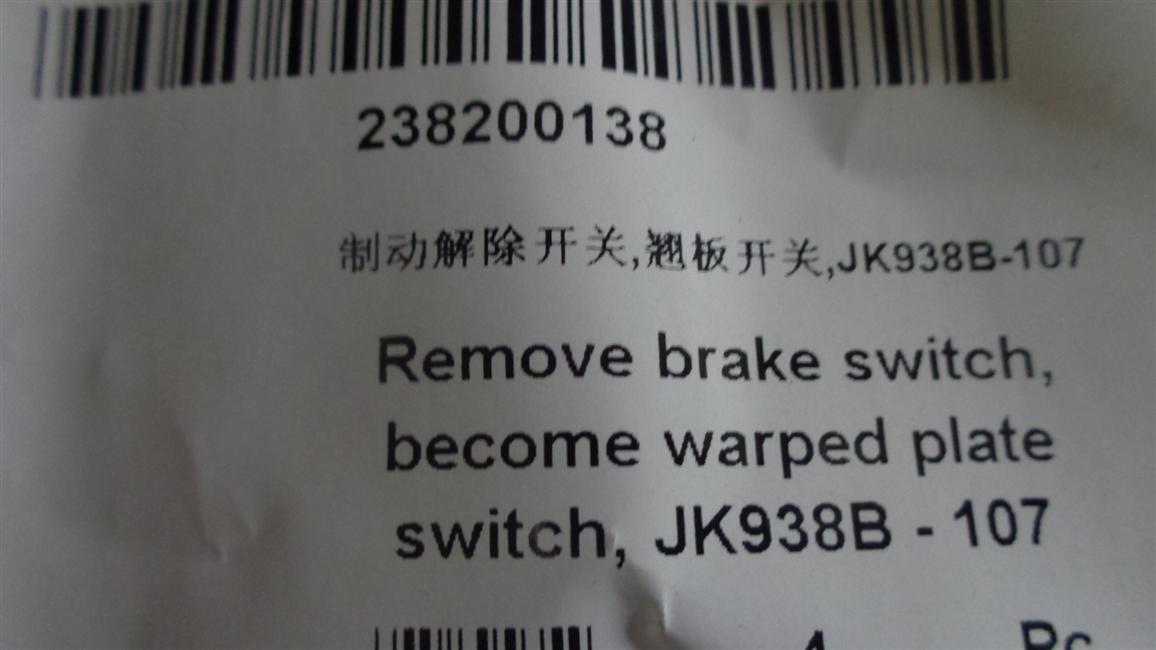 238200138
制动解除开关,翘板开关,JK938B-107
Remove brake switch,
become warped plate
switch, JK938B - 107